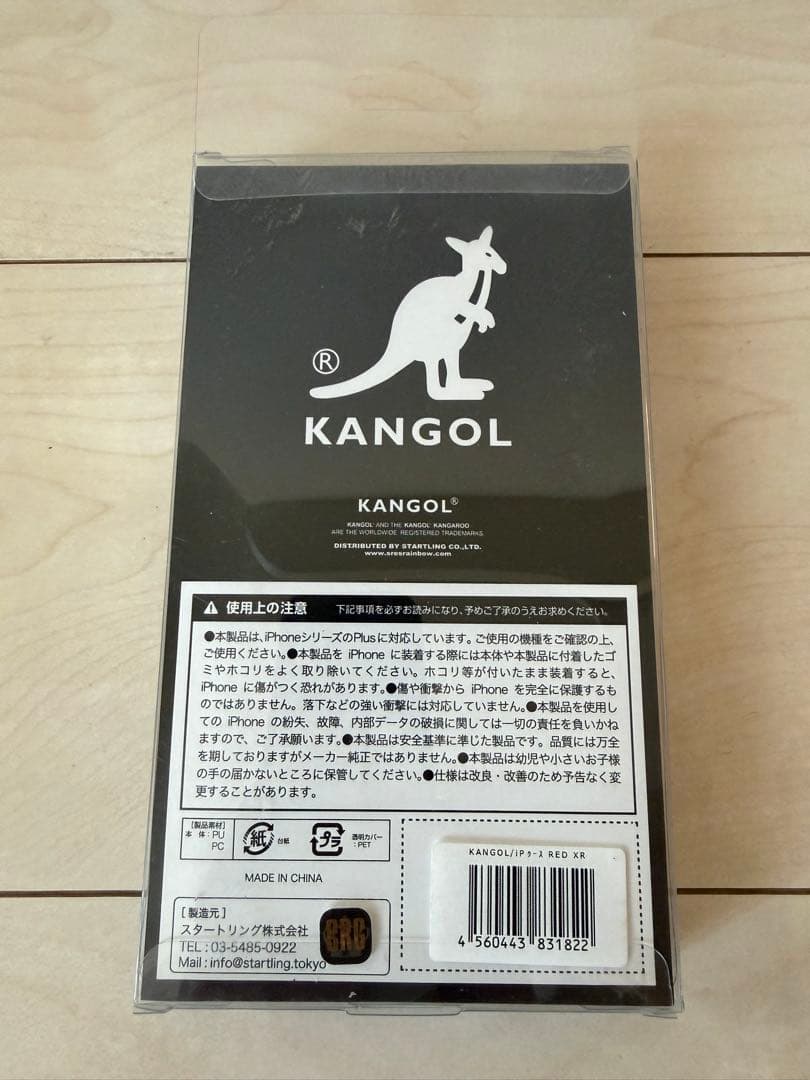 ®
KANGOL
KANGOL®
KANGOL® AND THE KANGOL® KANGAROO
ARE THE WORLDWIDE REGISTERED TRADEMARKS.
DISTRIBUTED BY STARTLING CO.,LTD.
www.sresrainbow.com
使用上の注意 下記事項を必ずお読みになり、予めご了承のうえお求めください。
●本製品は、iPhoneシリーズのPlusに対応しています。ご使用の機種をご確認の上、
ご使用ください。●本製品を iPhone に装着する際には本体や本製品に付着したゴ
ミやホコリをよく取り除いてください。ホコリ等が付いたまま装着すると、
iPhone に傷がつく恐れがあります。●傷や衝撃から iPhone を完全に保護するも
のではありません。落下などの強い衝撃には対応していません。●本製品を使用し
ての iPhone の紛失、故障、内部データの破損に関しては一切の責任を負いかね
ますので、ご了承願います。●本製品は安全基準に準じた製品です。品質には万全
を期しておりますがメーカー純正ではありません。●本製品は幼児や小さいお子様
の手の届かないところに保管してください。●仕様は改良・改善のため予告なく変
更することがあります。
[製品素材]
本 体：PU
PC
紙 台紙
プラ 透明カバー
：PET
MADE IN CHINA
[製造元]
スタートリング株式会社
TEL：03-5485-0922
Mail：info@startling.tokyo
KANGOL/iPケース RED XR
4 560443 831822